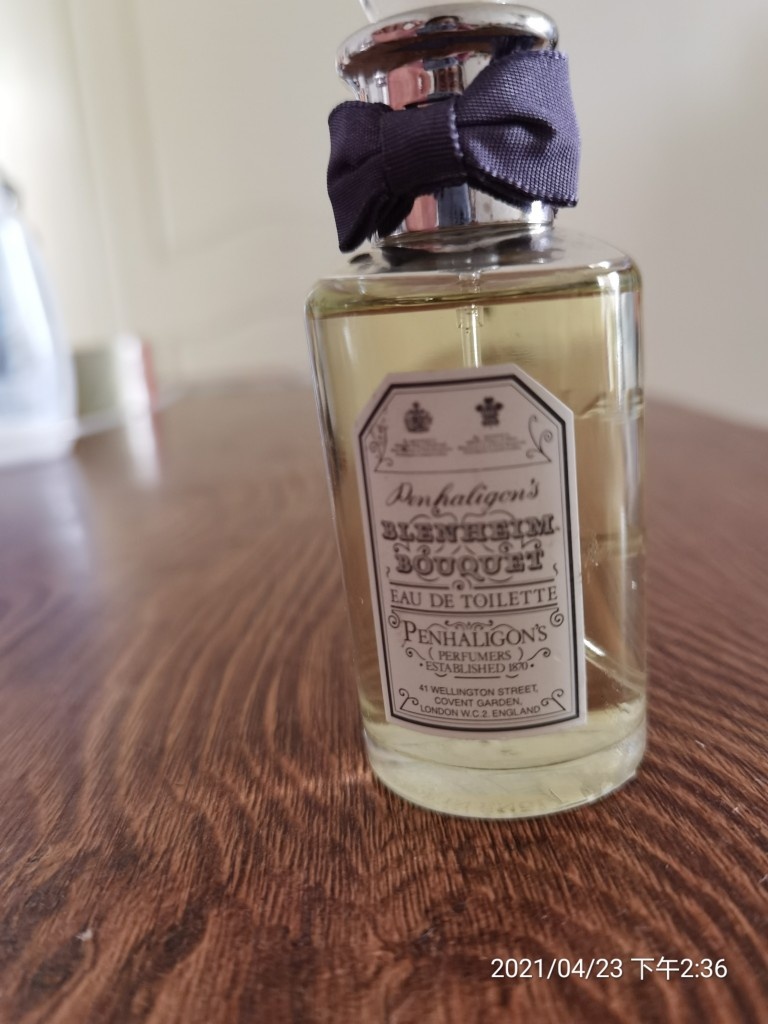 Penhaligon's
BLENHEIM
BOUQUET
EAU DE TOILETTE
PENHALIGON'S
PERFUMERS
ESTABLISHED 1870
41 WELLINGTON STREET,
COVENT GARDEN,
LONDON W.C.2. ENGLAND
2021/04/23 下午2:36